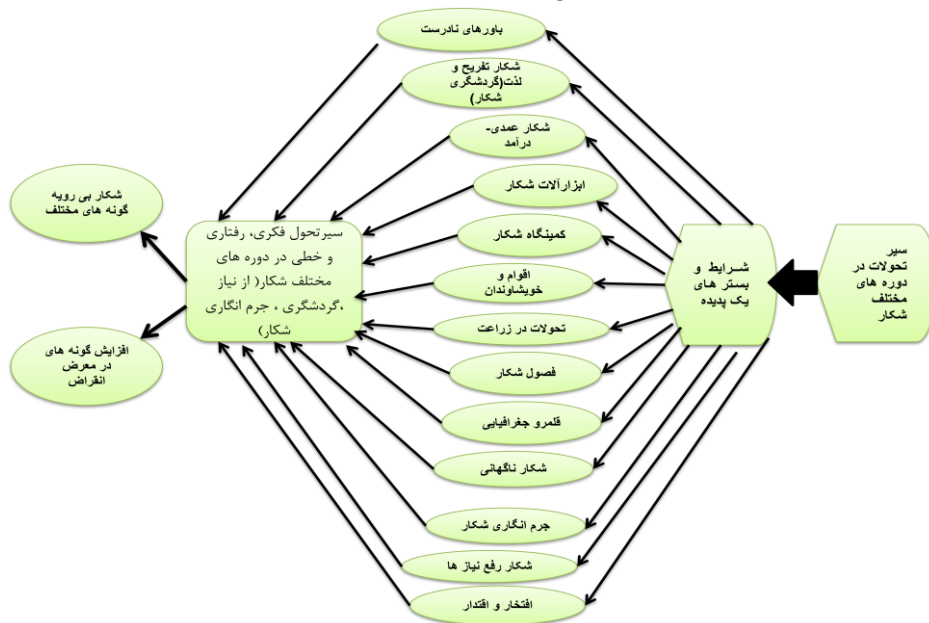 سیر
تحولات در
دوره های
مختلف
شکار
شرایط و
بستر های
یک پدیده
باورهای نادرست
شکار تفریح و
لذت(گردشگری
شکار)
شکار عمدی-
درآمد
ابزارآلات شکار
کمینگاه شکار
اقوام و
خویشاوندان
تحولات در زراعت
فصول شکار
قلمرو جغرافیایی
شکار ناگهانی
جرم انگاری شکار
شکار رفع نیاز ها
افتخار و اقتدار
سیرتحول فکری، رفتاری
و خطی در دوره های
مختلف شکار( از نیاز
،گردشگری ، جرم انگاری
شکار)
شکار بی رویه
گونه های مختلف
افزایش گونه های
در معرض
انقراض